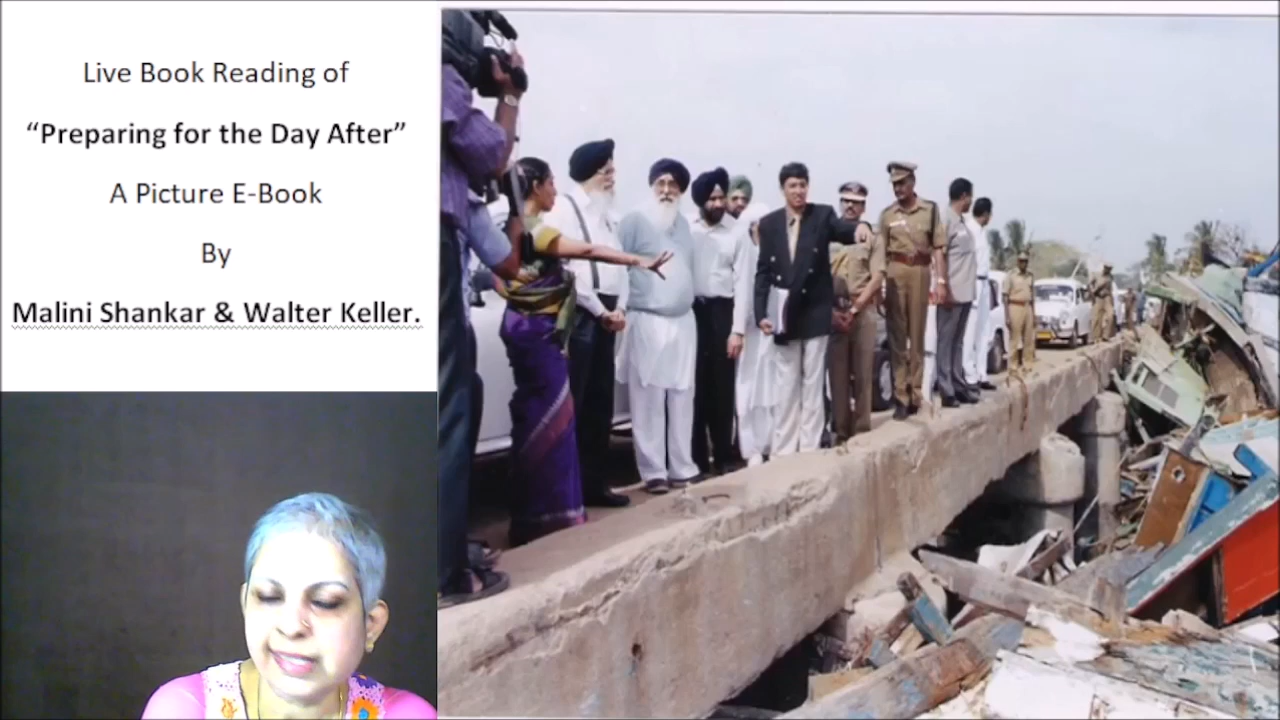 Live Book Reading of
“Preparing for the Day After”
A Picture E-Book
By
Malini Shankar & Walter Keller.